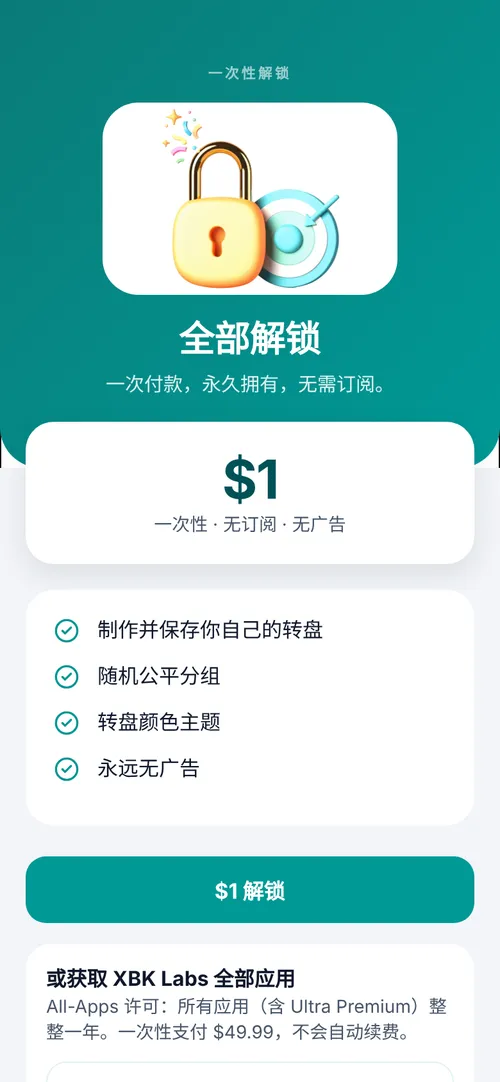 一次性解锁
全部解锁
一次付款，永久拥有，无需订阅。
$1
一次性 · 无订阅 · 无广告
制作并保存你自己的转盘
随机公平分组
转盘颜色主题
永远无广告
$1 解锁
或获取 XBK Labs 全部应用
All-Apps 许可：所有应用（含 Ultra Premium）整
整一年。一次性支付 $49.99，不会自动续费。